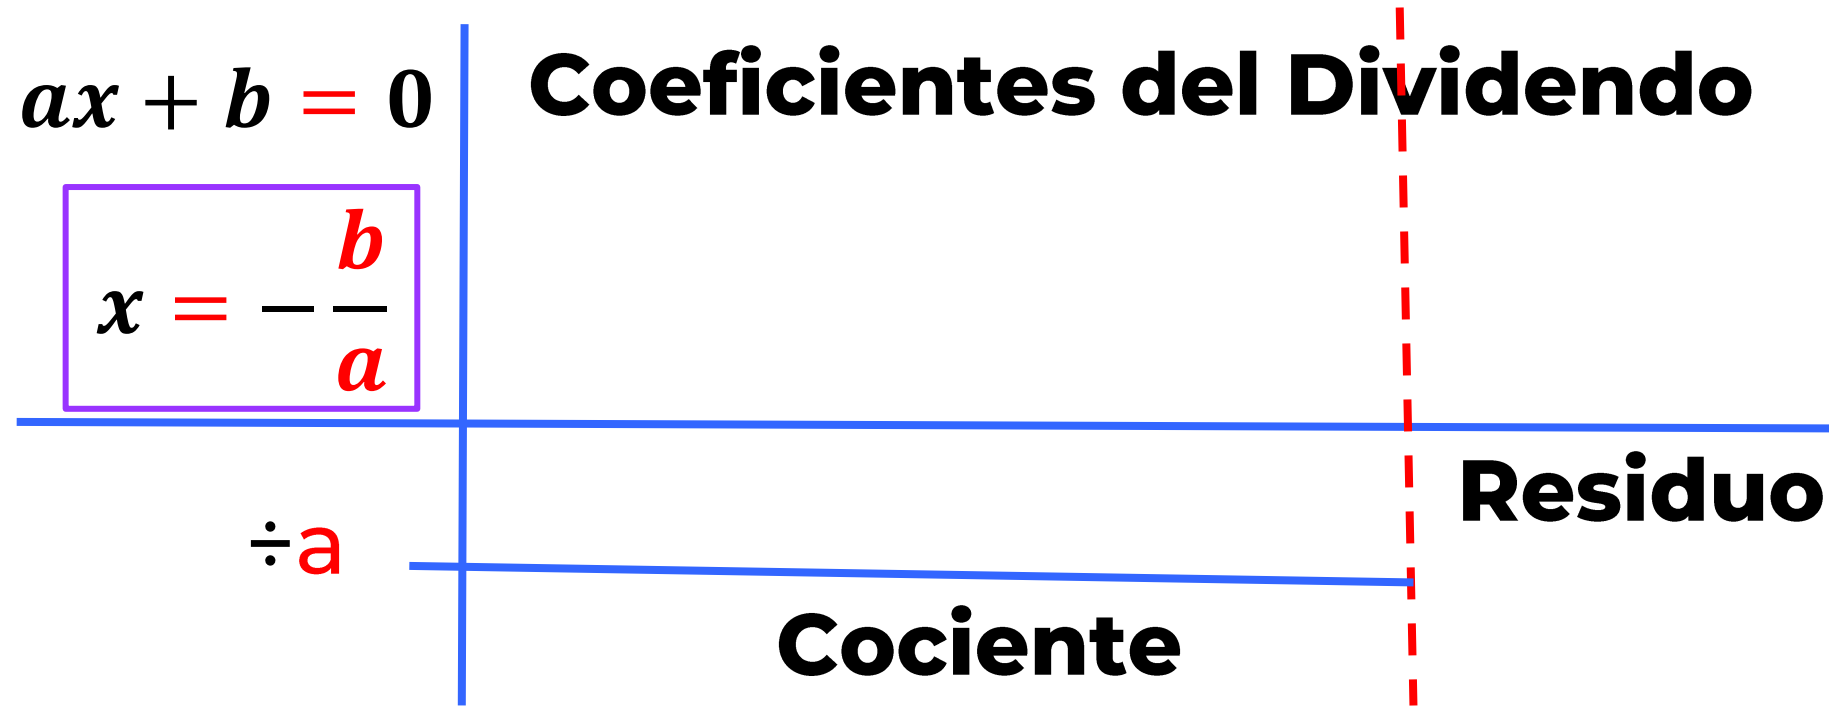 ax + b = 0
Coeficientes del Dividendo
x = - b/a
Residuo
÷a
Cociente